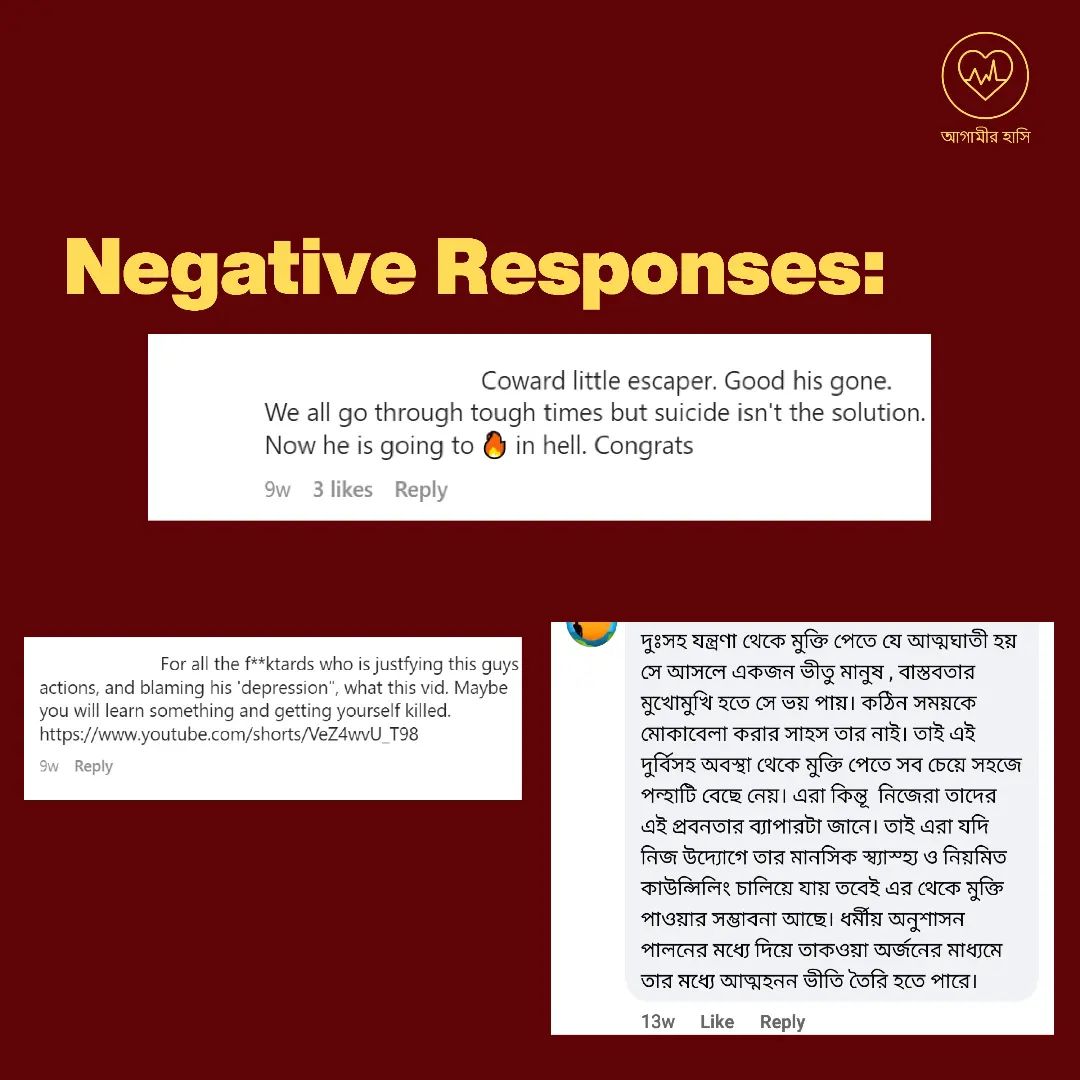 আগামীর হাসি
Negative Responses:
Coward little escaper. Good his gone.
We all go through tough times but suicide isn't the solution.
Now he is going to 🔥 in hell. Congrats
9w 3 likes Reply
For all the f**ktards who is justfying this guys
actions, and blaming his 'depression", what this vid. Maybe
you will learn something and getting yourself killed.
https://www.youtube.com/shorts/VeZ4wvU_T98
9w Reply
দুঃসহ যন্ত্রণা থেকে মুক্তি পেতে যে আত্মঘাতী হয়
সে আসলে একজন ভীতু মানুষ , বাস্তবতার
মুখোমুখি হতে সে ভয় পায়। কঠিন সময়কে
মোকাবেলা করার সাহস তার নাই। তাই এই
দুর্বিসহ অবস্থা থেকে মুক্তি পেতে সব চেয়ে সহজে
পন্হাটি বেছে নেয়। এরা কিন্তূ নিজেরা তাদের
এই প্রবনতার ব্যাপারটা জানে। তাই এরা যদি
নিজ উদ্যোগে তার মানসিক স্ব্যাস্হ্য ও নিয়মিত
কাউন্সিলিং চালিয়ে যায় তবেই এর থেকে মুক্তি
পাওয়ার সম্ভাবনা আছে। ধর্মীয় অনুশাসন
পালনের মধ্যে দিয়ে তাকওয়া অর্জনের মাধ্যমে
তার মধ্যে আত্মহনন ভীতি তৈরি হতে পারে।
13w Like Reply